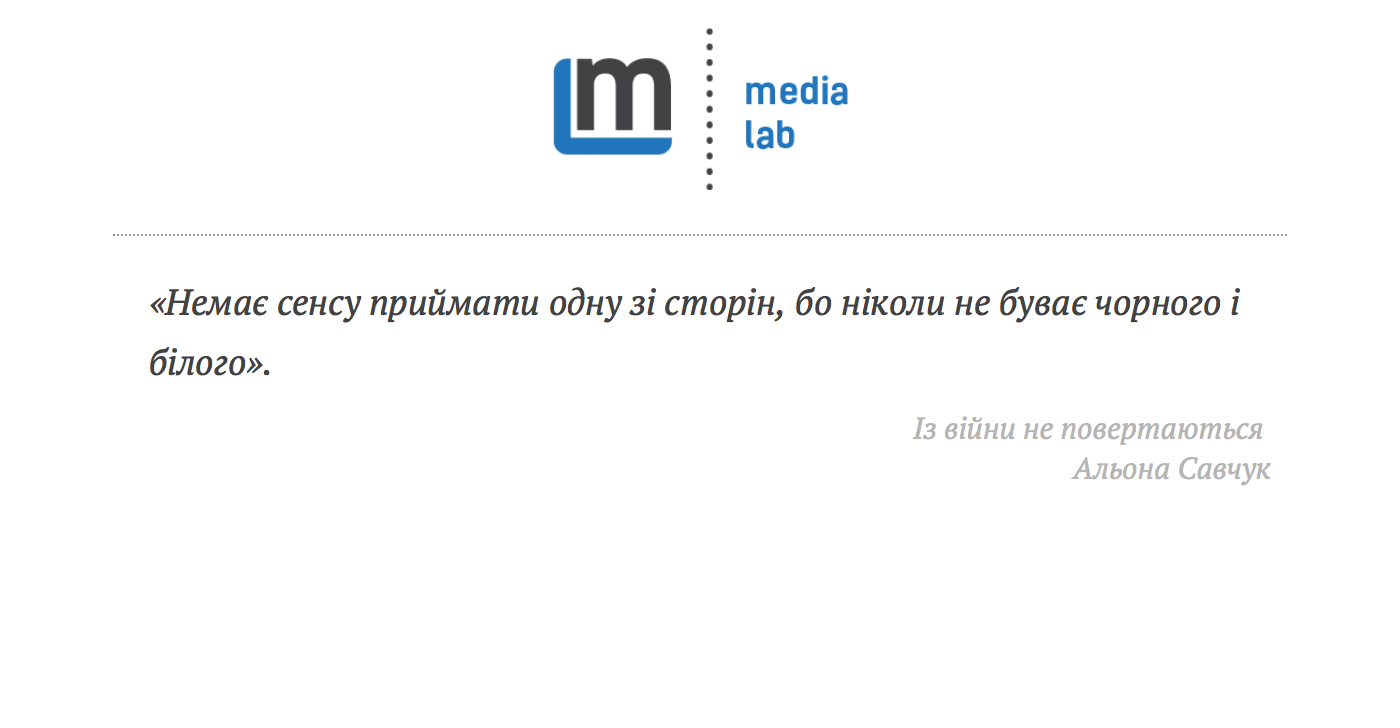 m
media
lab
«Немає сенсу приймати одну зі сторін, бо ніколи не буває чорного і
білого».
Із війни не повертаються
Альона Савчук